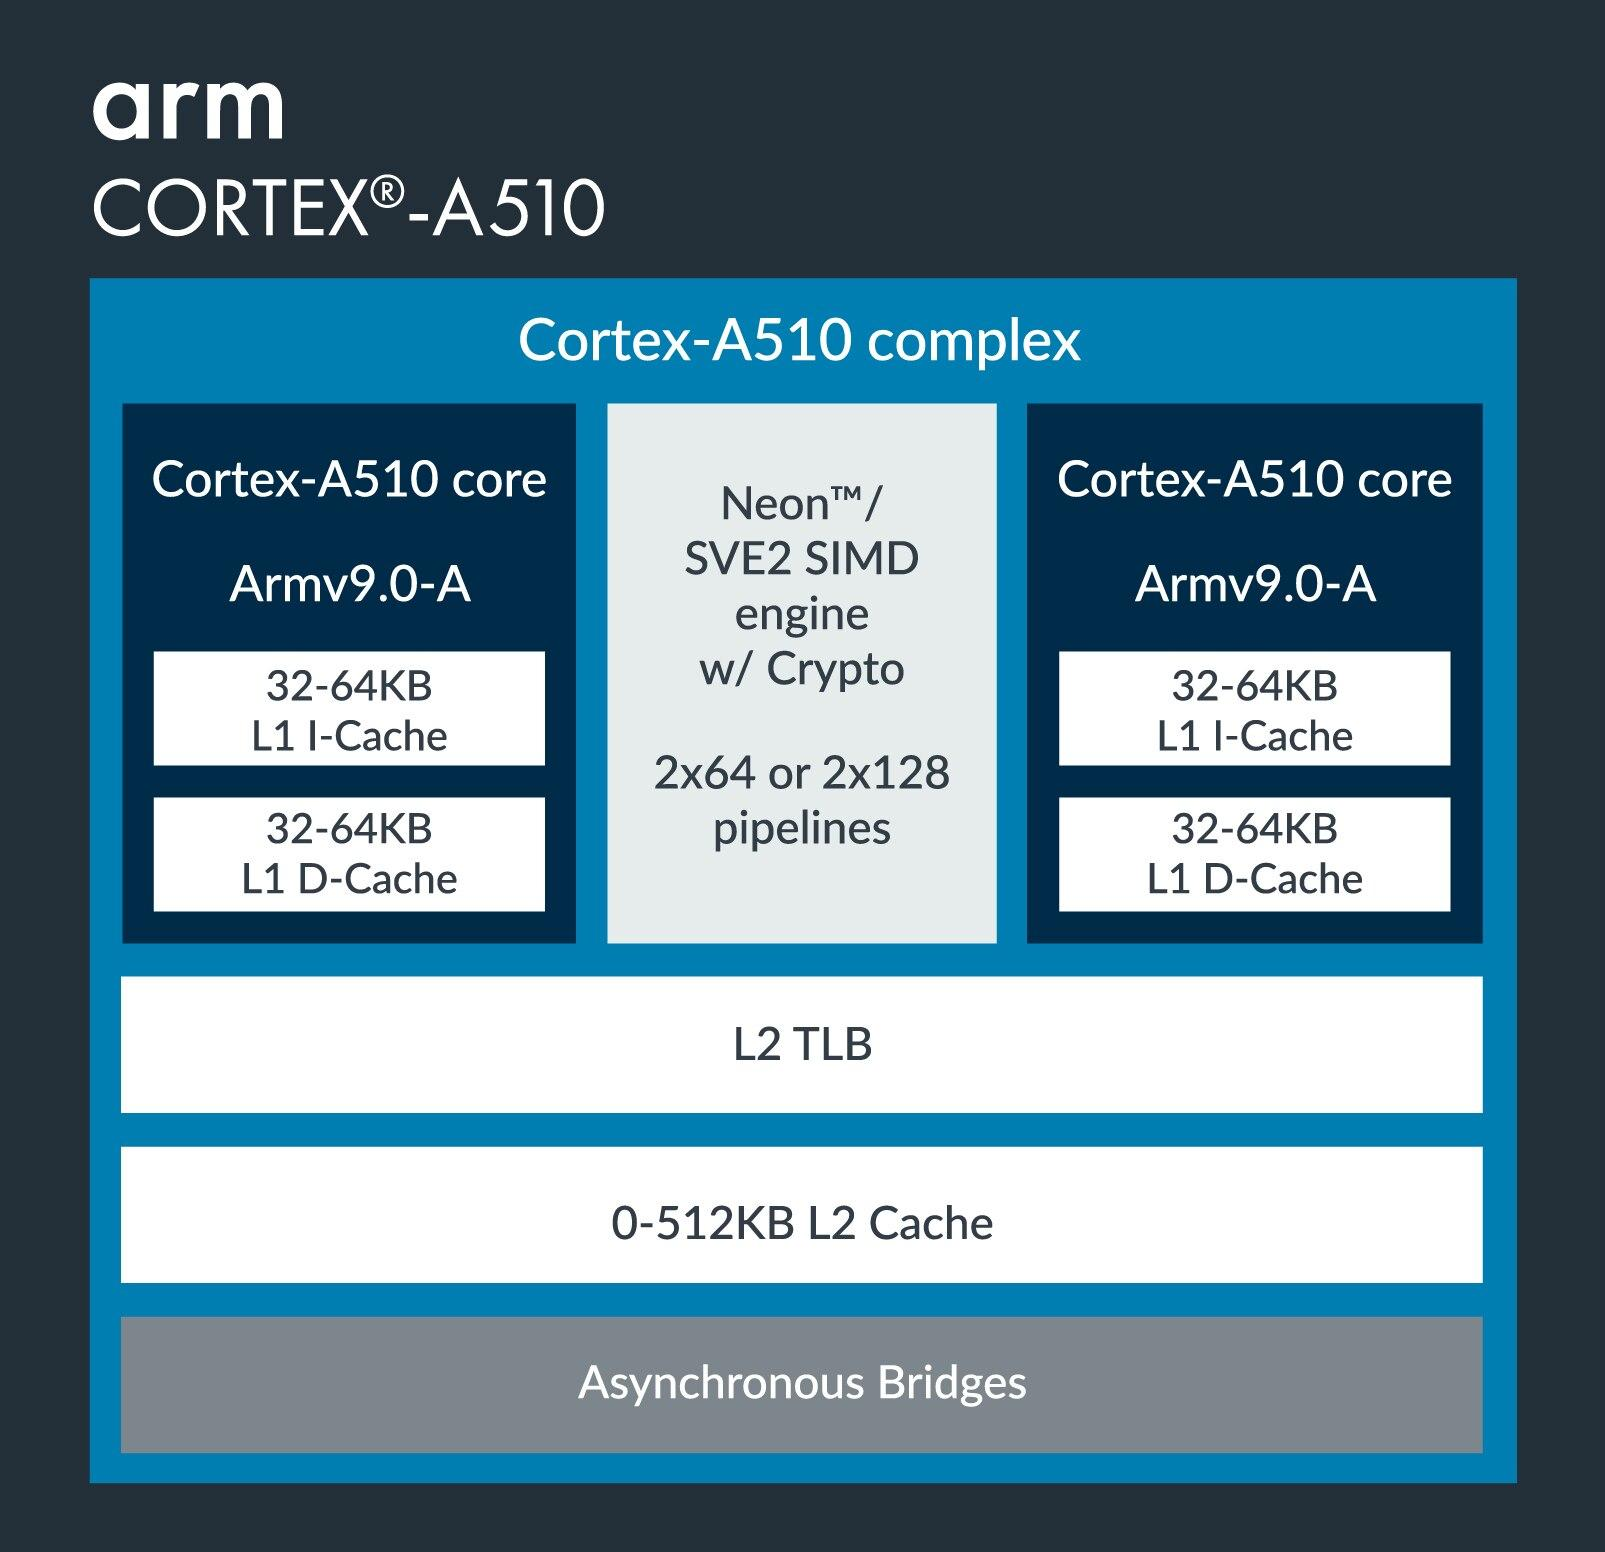 arm
CORTEX®-A510
Cortex-A510 complex
Cortex-A510 core
Armv9.0-A
32-64KB
L1 I-Cache
32-64KB
L1 D-Cache
Neon™/
SVE2 SIMD
engine
w/ Crypto
2x64 or 2x128
pipelines
Cortex-A510 core
Armv9.0-A
32-64KB
L1 I-Cache
32-64KB
L1 D-Cache
L2 TLB
0-512KB L2 Cache
Asynchronous Bridges